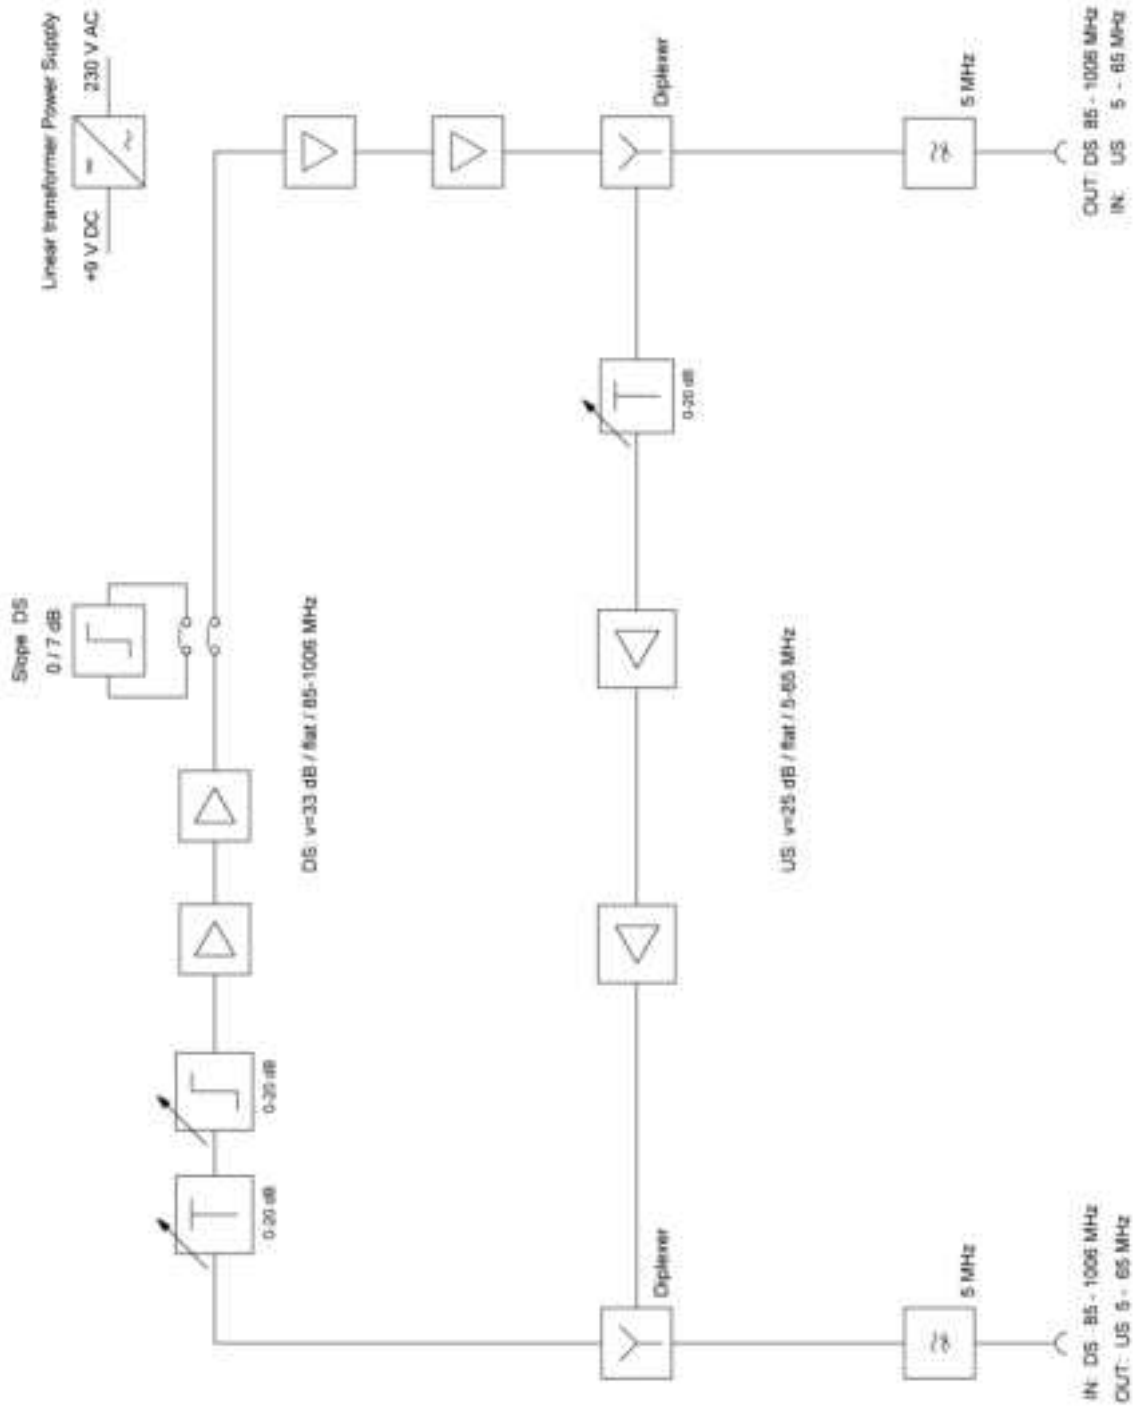 Linear transformer Power Supply
+9 V DC
230 V AC
Slope DS
0 / 7 dB
0-20 dB
0-20 dB
DS: v=33 dB / flat / 85-1006 MHz
Diplexer
Diplexer
0-20 dB
US: v=25 dB / flat / 5-65 MHz
5 MHz
5 MHz
IN: DS 85 - 1006 MHz
OUT: US 5 - 65 MHz
OUT: DS 85 - 1006 MHz
IN: US 5 - 65 MHz